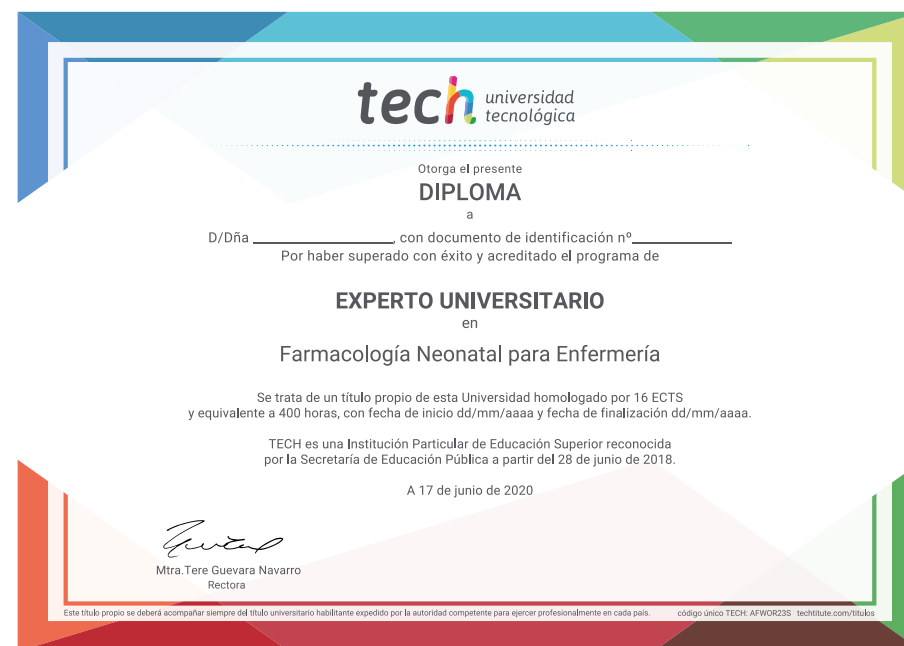 tech universidad
tecnológica
Otorga el presente
DIPLOMA
a
D/Dña ____________________, con documento de identificación nº______________
Por haber superado con éxito y acreditado el programa de
EXPERTO UNIVERSITARIO
en
Farmacología Neonatal para Enfermería
Se trata de un título propio de esta Universidad homologado por 16 ECTS
y equivalente a 400 horas, con fecha de inicio dd/mm/aaaa y fecha de finalización dd/mm/aaaa.
TECH es una Institución Particular de Educación Superior reconocida
por la Secretaría de Educación Pública a partir del 28 de junio de 2018.
A 17 de junio de 2020
Mtra.Tere Guevara Navarro
Rectora
Este título propio se deberá acompañar siempre del título universitario habilitante expedido por la autoridad competente para ejercer profesionalmente en cada país. código único TECH: AFWOR23S techtitute.com/titulos